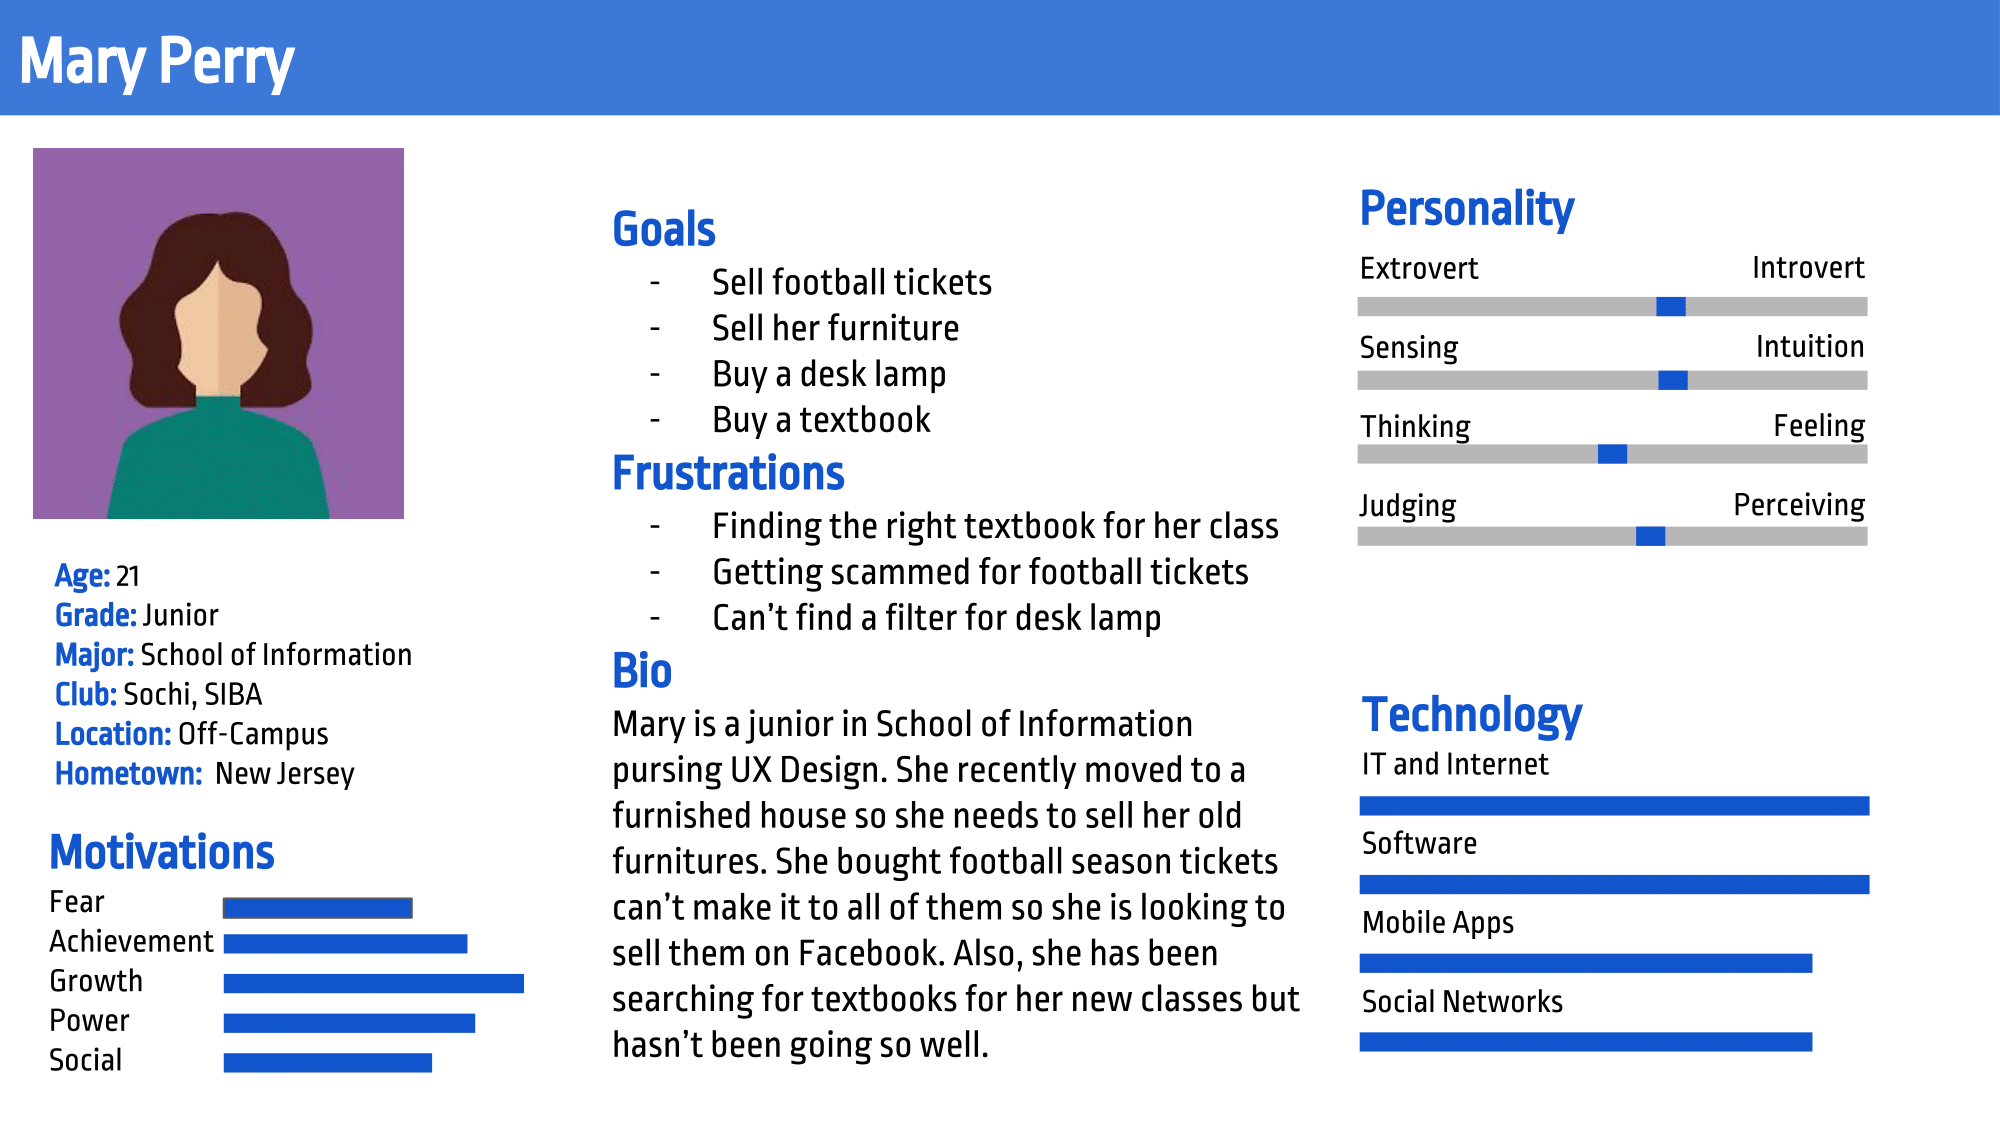 Mary Perry
Age: 21
Grade: Junior
Major: School of Information
Club: Sochi, SIBA
Location: Off-Campus
Hometown: New Jersey
Motivations
Fear
Achievement
Growth
Power
Social
Goals
- Sell football tickets
- Sell her furniture
- Buy a desk lamp
- Buy a textbook
Frustrations
- Finding the right textbook for her class
- Getting scammed for football tickets
- Can’t find a filter for desk lamp
Bio
Mary is a junior in School of Information
pursing UX Design. She recently moved to a
furnished house so she needs to sell her old
furnitures. She bought football season tickets
can’t make it to all of them so she is looking to
sell them on Facebook. Also, she has been
searching for textbooks for her new classes but
hasn’t been going so well.
Personality
Extrovert Introvert
Sensing Intuition
Thinking Feeling
Judging Perceiving
Technology
IT and Internet
Software
Mobile Apps
Social Networks